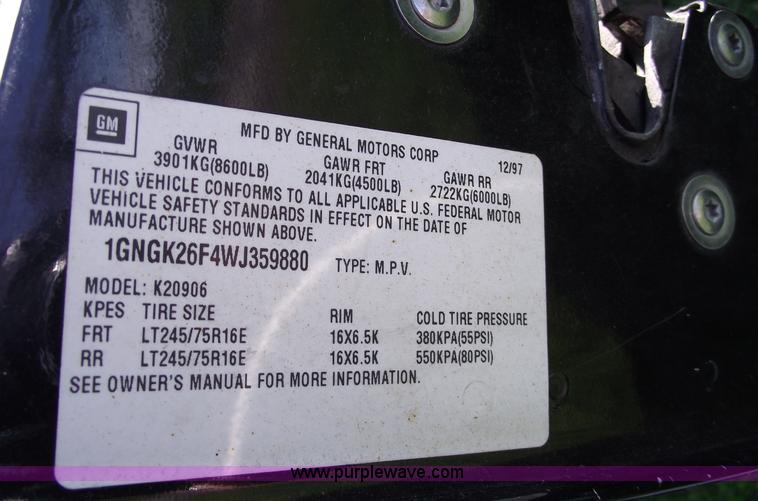 GM
MFD BY GENERAL MOTORS CORP 12/97
GVWR GAWR FRT GAWR RR
3901KG(8600LB) 2041KG(4500LB) 2722KG(6000LB)
THIS VEHICLE CONFORMS TO ALL APPLICABLE U.S. FEDERAL MOTOR
VEHICLE SAFETY STANDARDS IN EFFECT ON THE DATE OF
MANUFACTURE SHOWN ABOVE.
1GNGK26F4WJ359880 TYPE: M.P.V.
MODEL: K20906
KPES TIRE SIZE RIM COLD TIRE PRESSURE
FRT LT245/75R16E 16X6.5K 380KPA(55PSI)
RR LT245/75R16E 16X6.5K 550KPA(80PSI)
SEE OWNER'S MANUAL FOR MORE INFORMATION.
www.purplewave.com